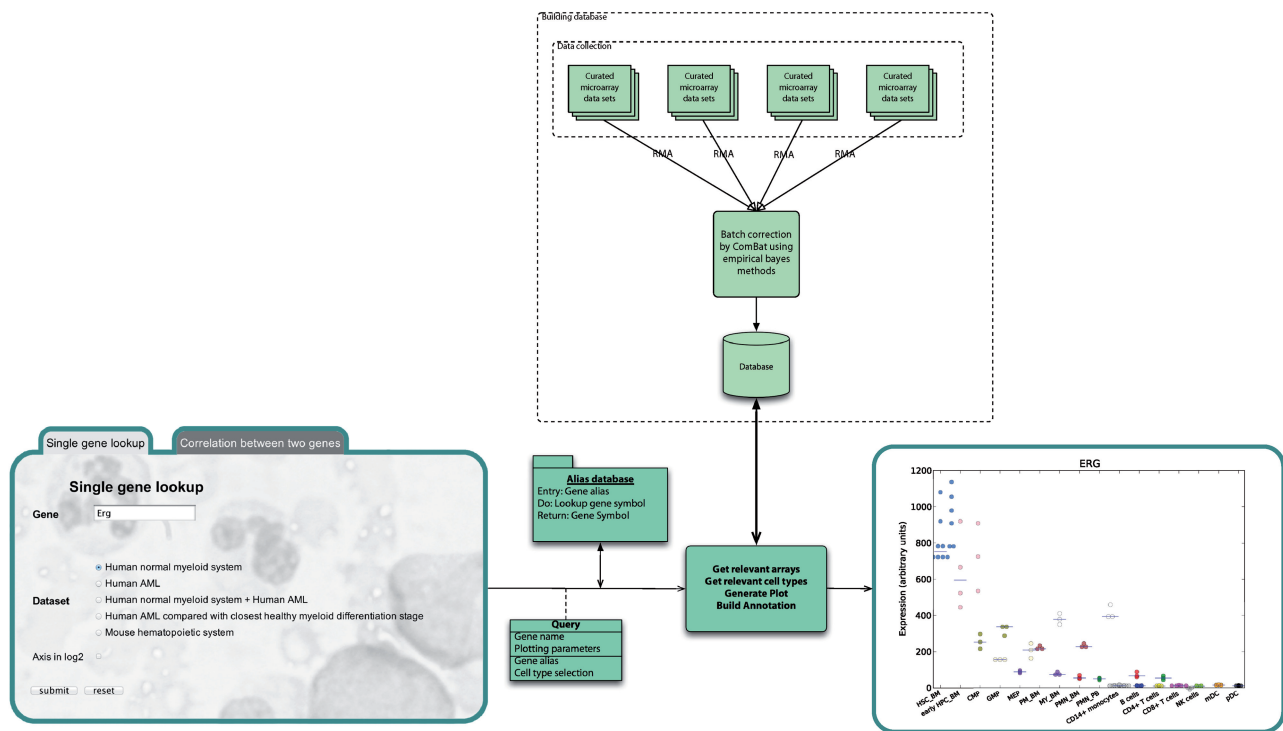 Building database
Data collection
Curated
microarray
data sets
Curated
microarray
data sets
Curated
microarray
data sets
Curated
microarray
data sets
RMA
RMA
RMA
RMA
Batch correction
by ComBat using
empirical bayes
methods
Database
Single gene lookup
Correlation between two genes
Single gene lookup
Gene
Erg
Human normal myeloid system
Human AML
Dataset
Human normal myeloid system + Human AML
Human AML compared with closest healthy myeloid differentiation stage
Mouse hematopoietic system
Axis in log2
submit
reset
Alias database
Entry: Gene alias
Do: Lookup gene symbol
Return: Gene Symbol
Query
Gene name
Plotting parameters
Gene alias
Cell type selection
Get relevant arrays
Get relevant cell types
Generate Plot
Build Annotation
ERG
Expression (arbitrary units)
1200
1000
800
600
400
200
0
HSC_BM
early HPC_BM
CMP
GMP
MEP
PM_BM
MY_BM
PMN_BM
PMN_PB
CD14+ monocytes
B cells
CD4+ T cells
CD8+ T cells
NK cells
mDC
pDC